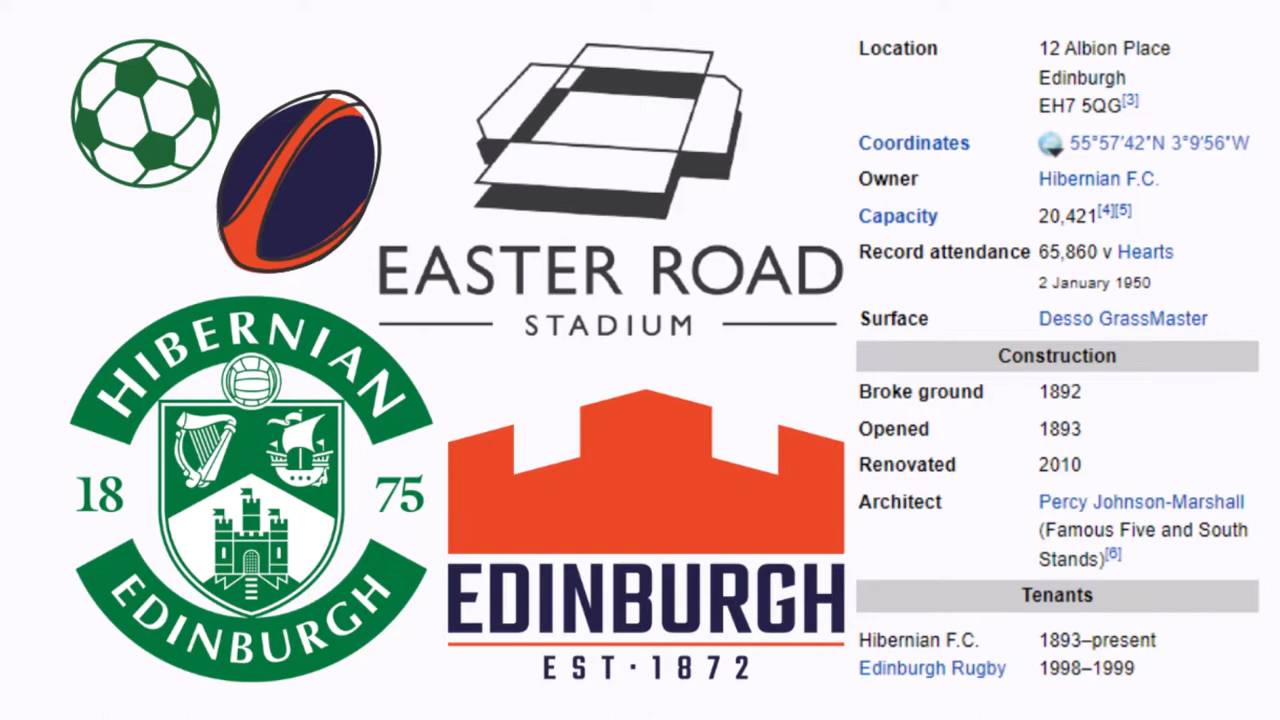 EASTER ROAD
STADIUM
HIBERNIAN
18 75
EDINBURGH
EDINBURGH
EST·1872
Location 12 Albion Place
Edinburgh
EH7 5QG[3]
Coordinates 55°57′42″N 3°9′56″W
Owner Hibernian F.C.
Capacity 20,421[4][5]
Record attendance 65,860 v Hearts
2 January 1950
Surface Desso GrassMaster
Construction
Broke ground 1892
Opened 1893
Renovated 2010
Architect Percy Johnson-Marshall
(Famous Five and South
Stands)[6]
Tenants
Hibernian F.C. 1893–present
Edinburgh Rugby 1998–1999